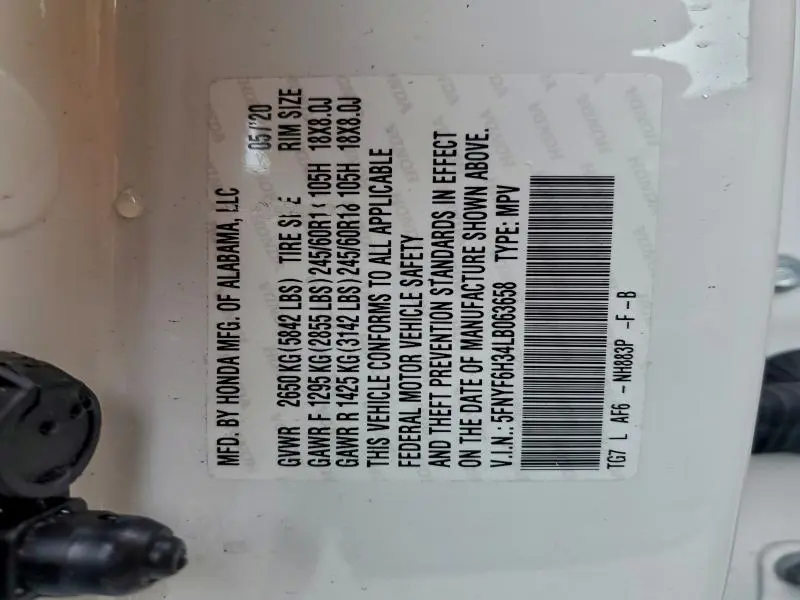 MFD. BY HONDA MFG. OF ALABAMA, LLC 05/'20
GVWR 2650 KG (5842 LBS) TIRE SIZE RIM SIZE
GAWR F 1295 KG (2855 LBS) 245/60R18 105H 18X8.0J
GAWR R 1425 KG (3142 LBS) 245/60R18 105H 18X8.0J
THIS VEHICLE CONFORMS TO ALL APPLICABLE
FEDERAL MOTOR VEHICLE SAFETY
AND THEFT PREVENTION STANDARDS IN EFFECT
ON THE DATE OF MANUFACTURE SHOWN ABOVE.
V.I.N.: 5FNYF6H34LB063658 TYPE: MPV
TG7 L AF6 -NH883P -F-B